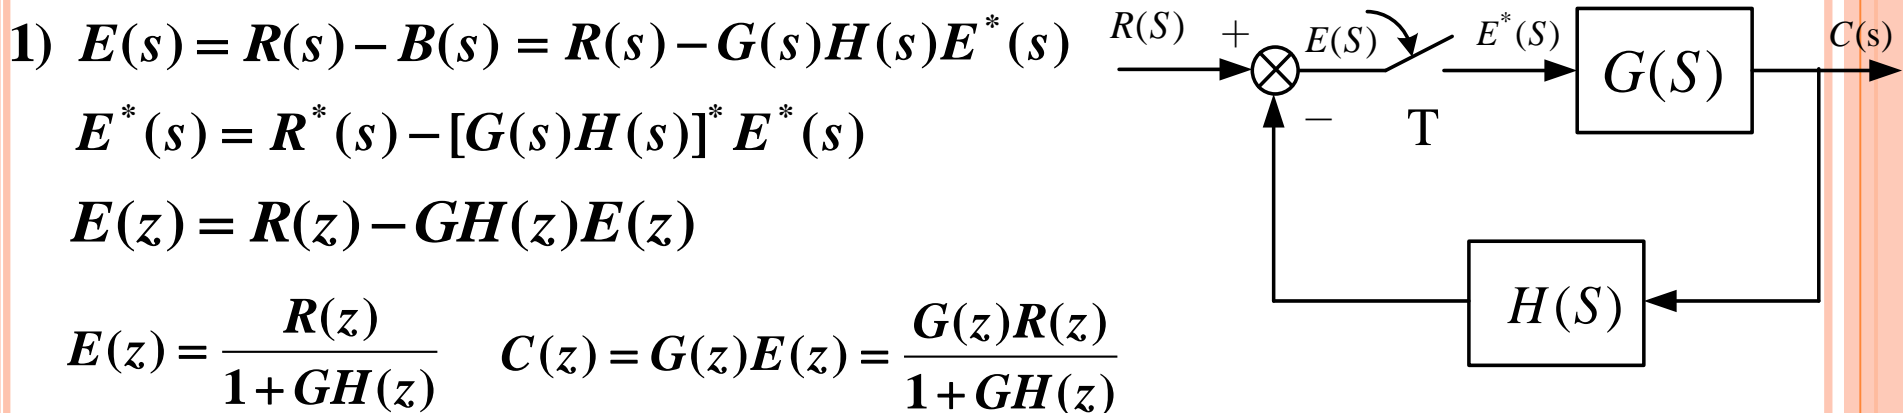 1) E(s) = R(s) − B(s) = R(s) − G(s)H(s)E*(s)
E*(s) = R*(s) − [G(s)H(s)]* E*(s)
E(z) = R(z) − GH(z)E(z)
E(z) = R(z) / 1 + GH(z)   C(z) = G(z)E(z) = G(z)R(z) / 1 + GH(z)
R(S) + E(S) E*(S) C(s)
G(S)
− T
H(S)